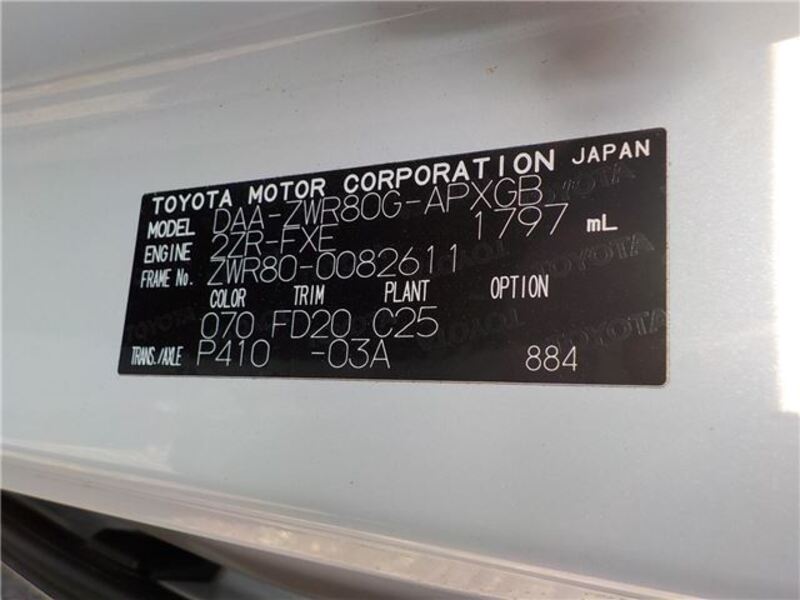 TOYOTA MOTOR CORPORATION JAPAN
MODEL DAA-ZWR80G-APXGB
ENGINE 2ZR-FXE 1797 mL
FRAME No. ZWR80-0082611
COLOR TRIM PLANT OPTION
070 FD20 C25
TRANS./AXLE P410 -03A 884